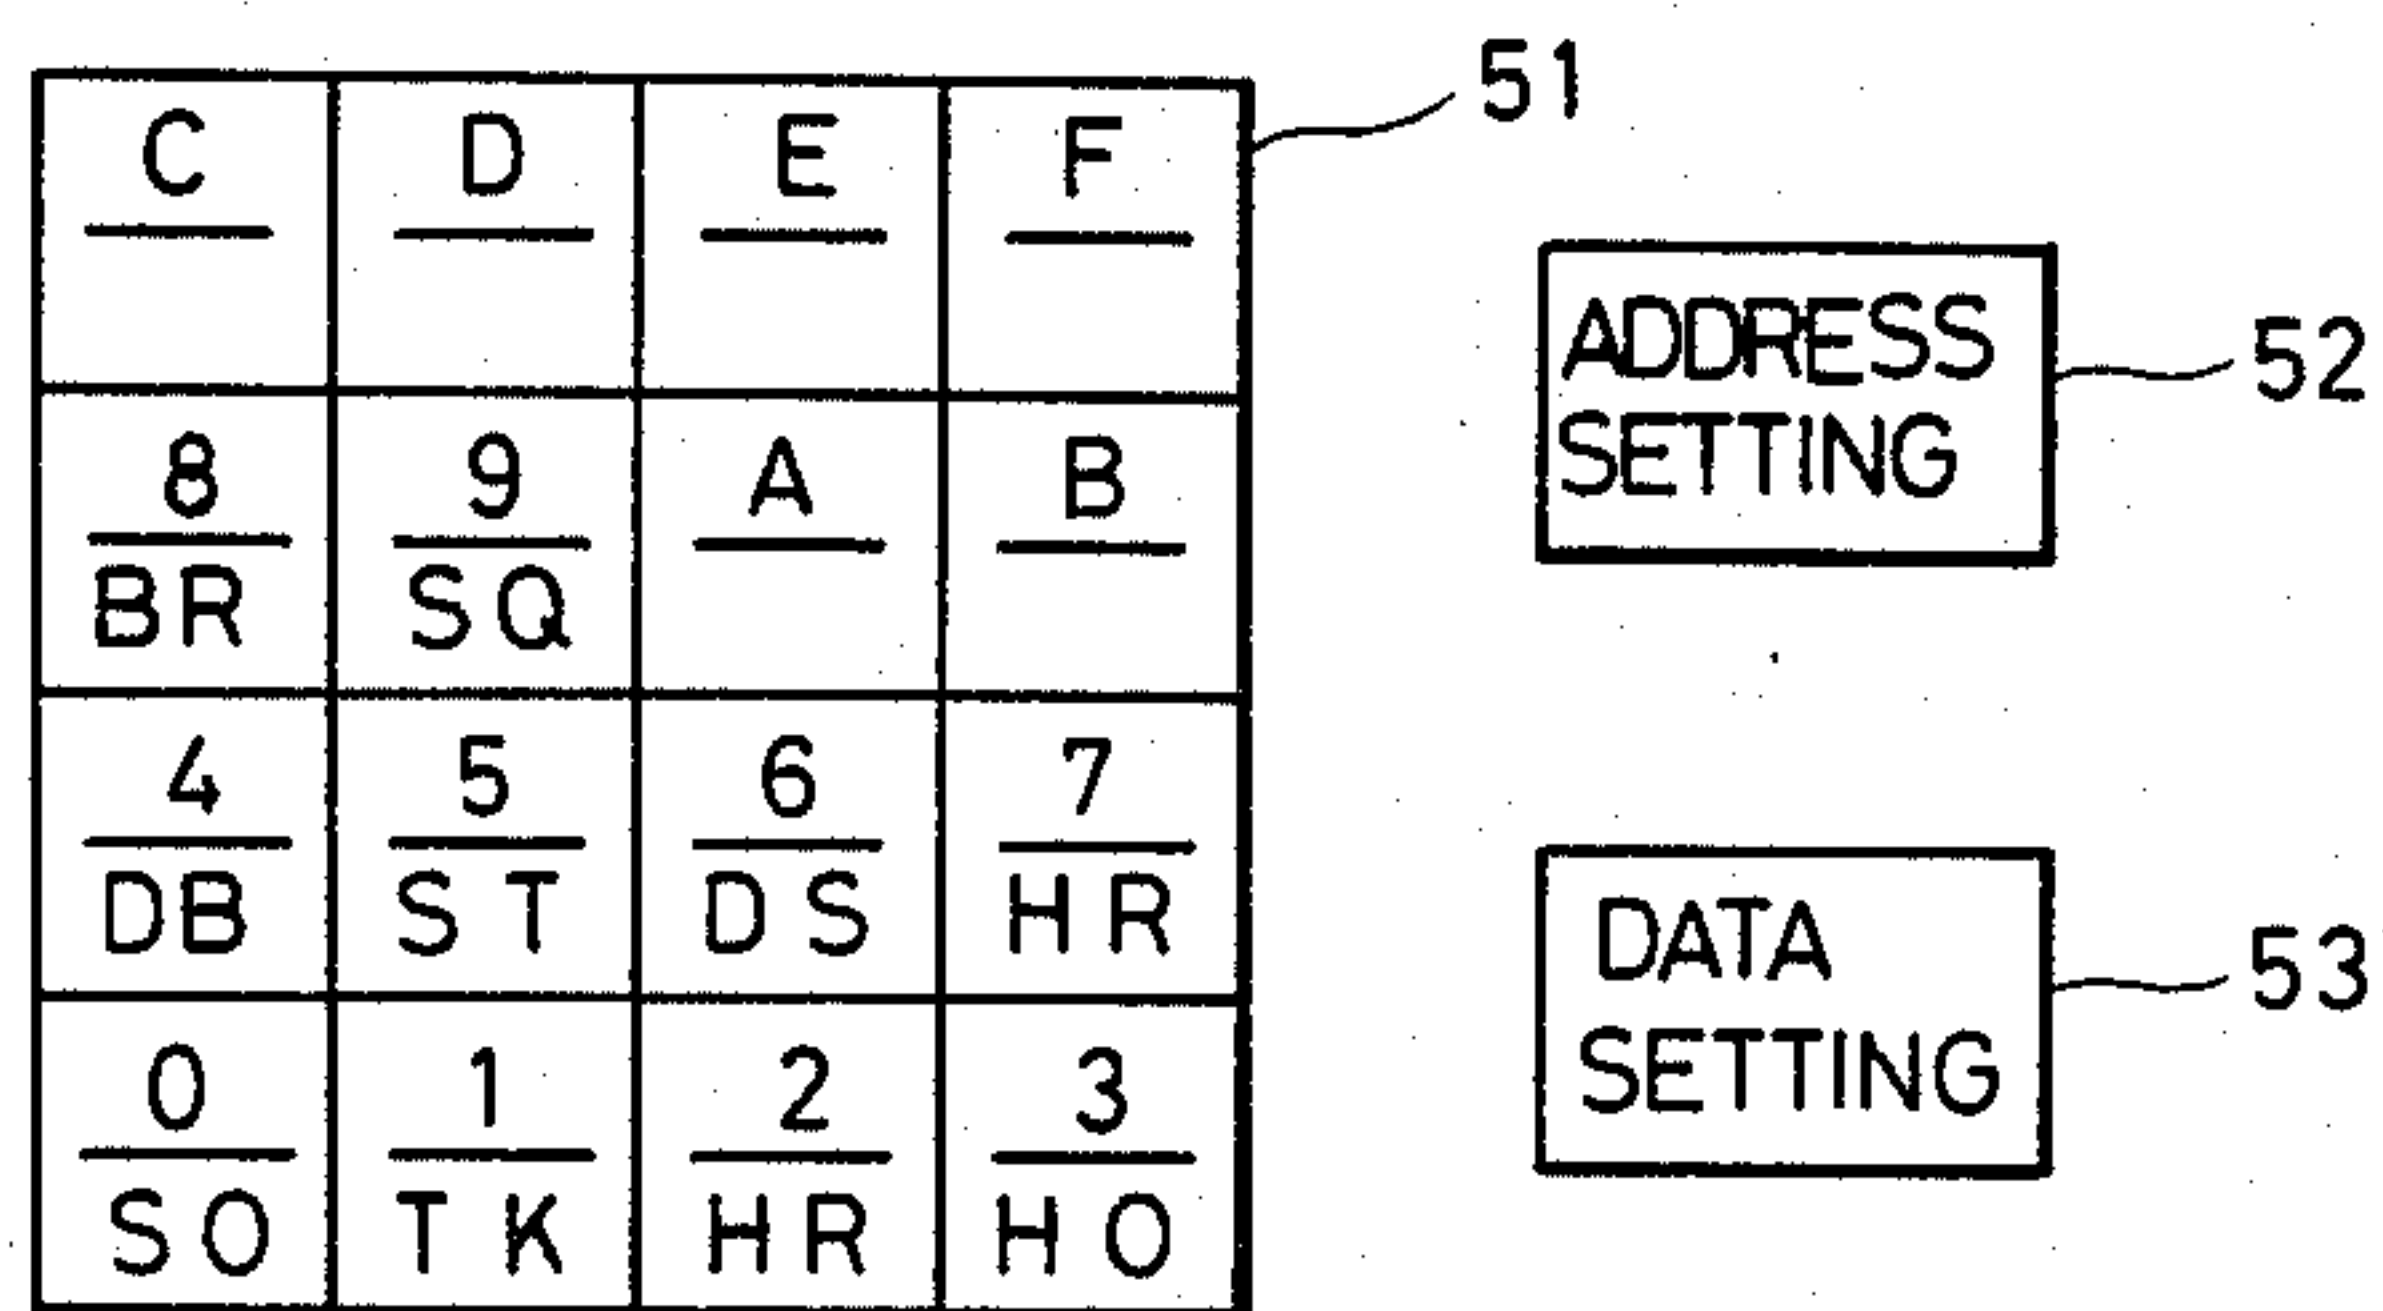 C D E F 51
8 9 A B
BR SQ
ADDRESS
SETTING 52
4 5 6 7
DB ST DS HR
DATA
SETTING 53
0 1 2 3
SO TK HR HO